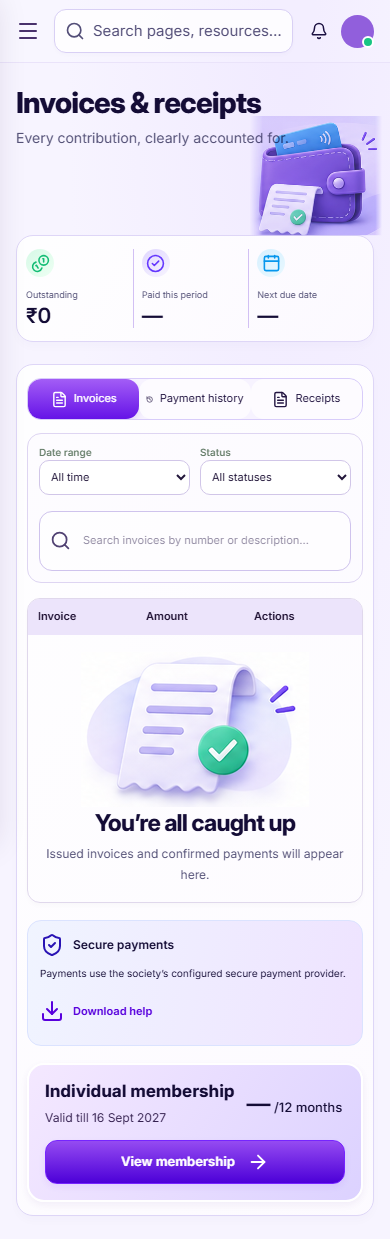 Search pages, resources...
Invoices & receipts
Every contribution, clearly accounted for.
Outstanding
₹0
Paid this period
—
Next due date
—
Invoices
Payment history
Receipts
Date range
All time
Status
All statuses
Search invoices by number or description...
Invoice Amount Actions
You’re all caught up
Issued invoices and confirmed payments will appear
here.
Secure payments
Payments use the society’s configured secure payment provider.
Download help
Individual membership
— /12 months
Valid till 16 Sept 2027
View membership